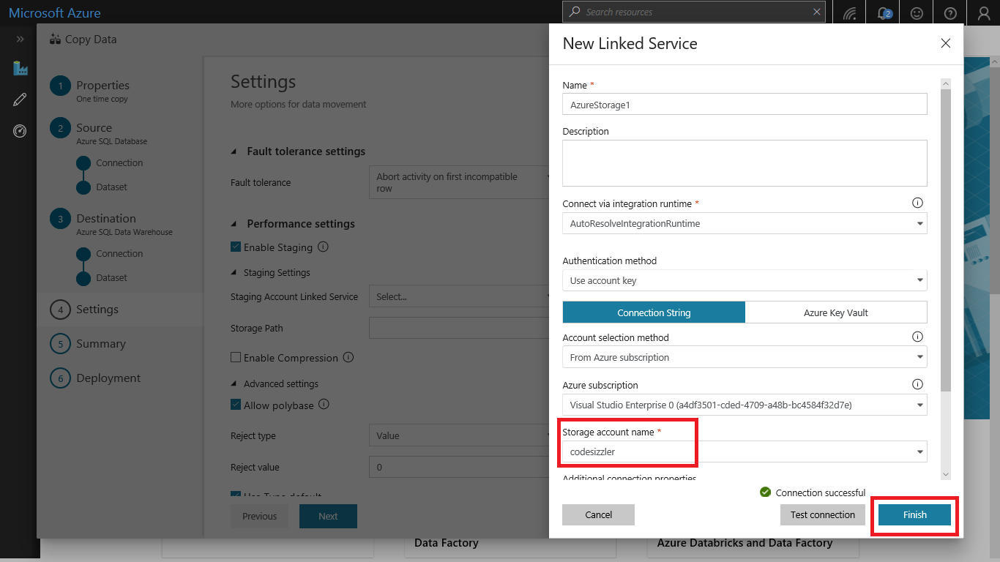 Microsoft Azure
Search resources
2
Copy Data
1 Properties
One time copy
2 Source
Azure SQL Database
Connection
Dataset
3 Destination
Azure SQL Data Warehouse
Connection
Dataset
4 Settings
5 Summary
6 Deployment
Settings
More options for data movement
Fault tolerance settings
Fault tolerance
Abort activity on first incompatible
row
Performance settings
Enable Staging
Staging Settings
Staging Account Linked Service Select...
Storage Path
Enable Compression
Advanced settings
Allow polybase
Reject type Value
Reject value 0
Use Type default
Previous Next
New Linked Service
Name *
AzureStorage1
Description
Connect via integration runtime *
AutoResolveIntegrationRuntime
Authentication method
Use account key
Connection String Azure Key Vault
Account selection method
From Azure subscription
Azure subscription
Visual Studio Enterprise 0 (a4df3501-cded-4709-a48b-bc4584f32d7e)
Storage account name *
codesizzler
Additional connection properties
Connection successful
Cancel Test connection Finish
Data Factory
Azure Databricks and Data Factory